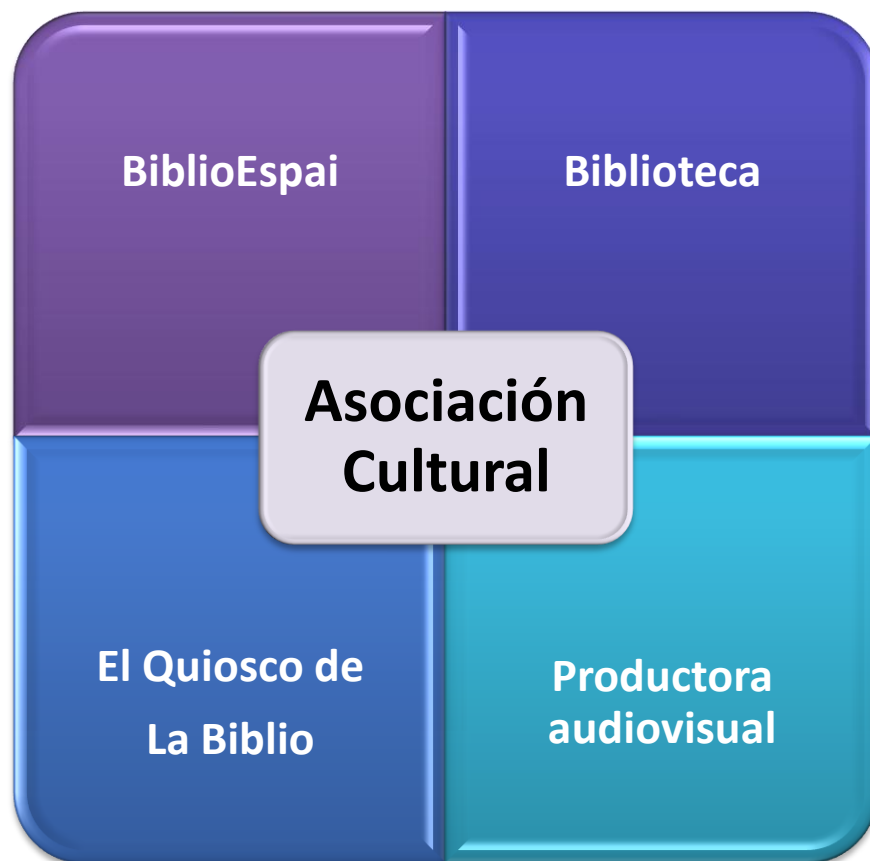 BiblioEspai
Biblioteca
Asociación
Cultural
El Quiosco de
La Biblio
Productora
audiovisual